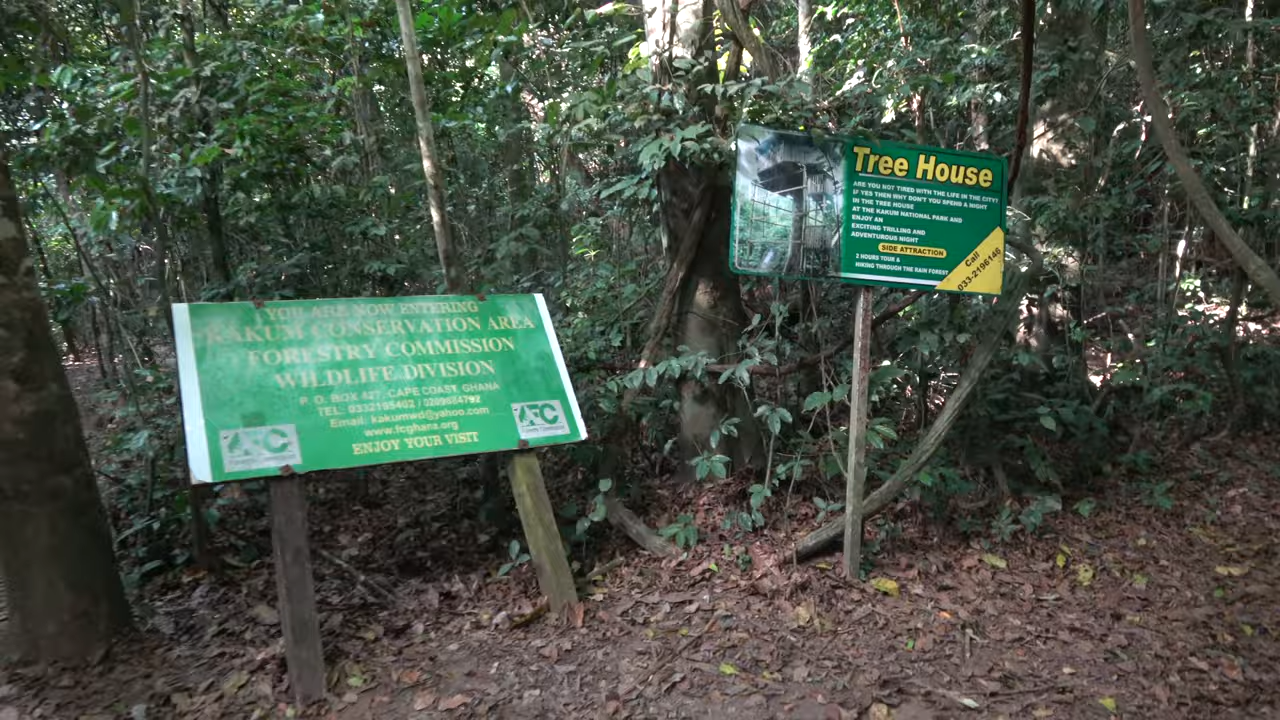 YOU ARE NOW ENTERING
KAKUM CONSERVATION AREA
FORESTRY COMMISSION
WILDLIFE DIVISION
P. O. BOX 427, CAPE COAST, GHANA
TEL: 0332196402 /
Email: kakumwd@yahoo.com
www.fcghana.org
ENJOY YOUR VISIT
Tree House
ARE YOU NOT TIRED WITH THE LIFE IN THE CITY?
IF YES THEN WHY DON'T YOU SPEND A NIGHT
IN THE TREE HOUSE
AT THE KAKUM NATIONAL PARK AND
ENJOY AN
EXCITING TRILLING AND
ADVENTUROUS NIGHT
SIDE ATTRACTION
2 HOURS TOUR &
HIKING THROUGH THE RAIN FOREST
Call
033-2196146